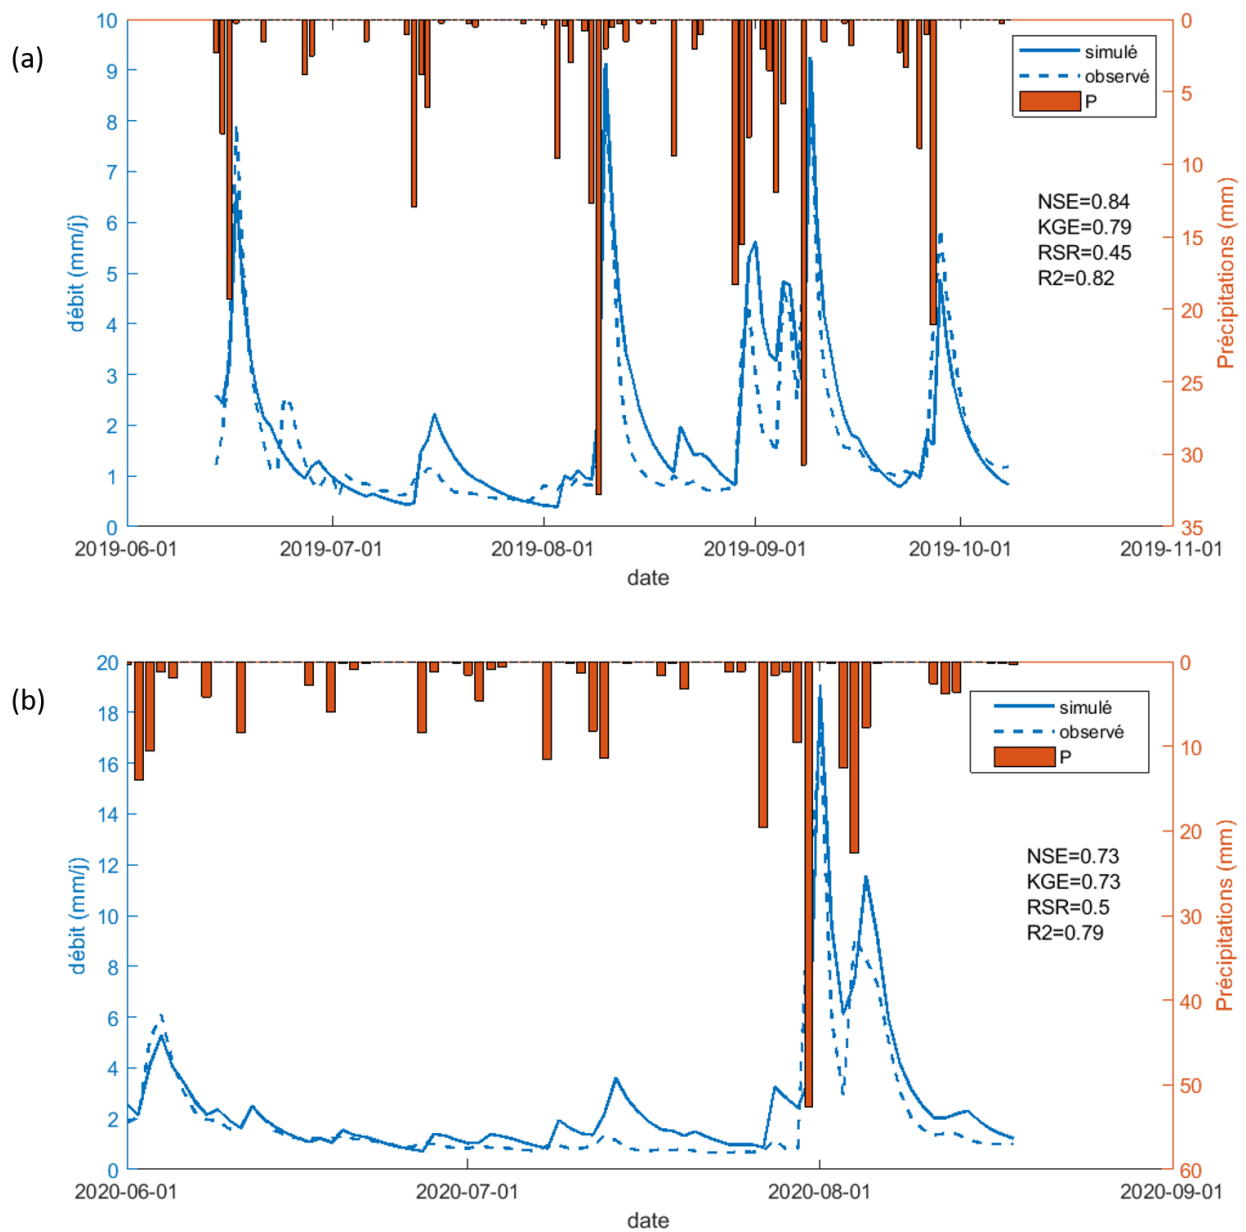 (a)
10
9
8
7
6
5
4
3
2
1
0
débit (mm/j)
0
5
10
15
20
25
30
35
Précipitations (mm)
simulé
observé
P
NSE=0.84
KGE=0.79
RSR=0.45
R2=0.82
2019-06-01
2019-07-01
2019-08-01
2019-09-01
2019-10-01
2019-11-01
date
(b)
20
18
16
14
12
10
8
6
4
2
0
débit (mm/j)
0
10
20
30
40
50
60
Précipitations (mm)
simulé
observé
P
NSE=0.73
KGE=0.73
RSR=0.5
R2=0.79
2020-06-01
2020-07-01
2020-08-01
2020-09-01
date